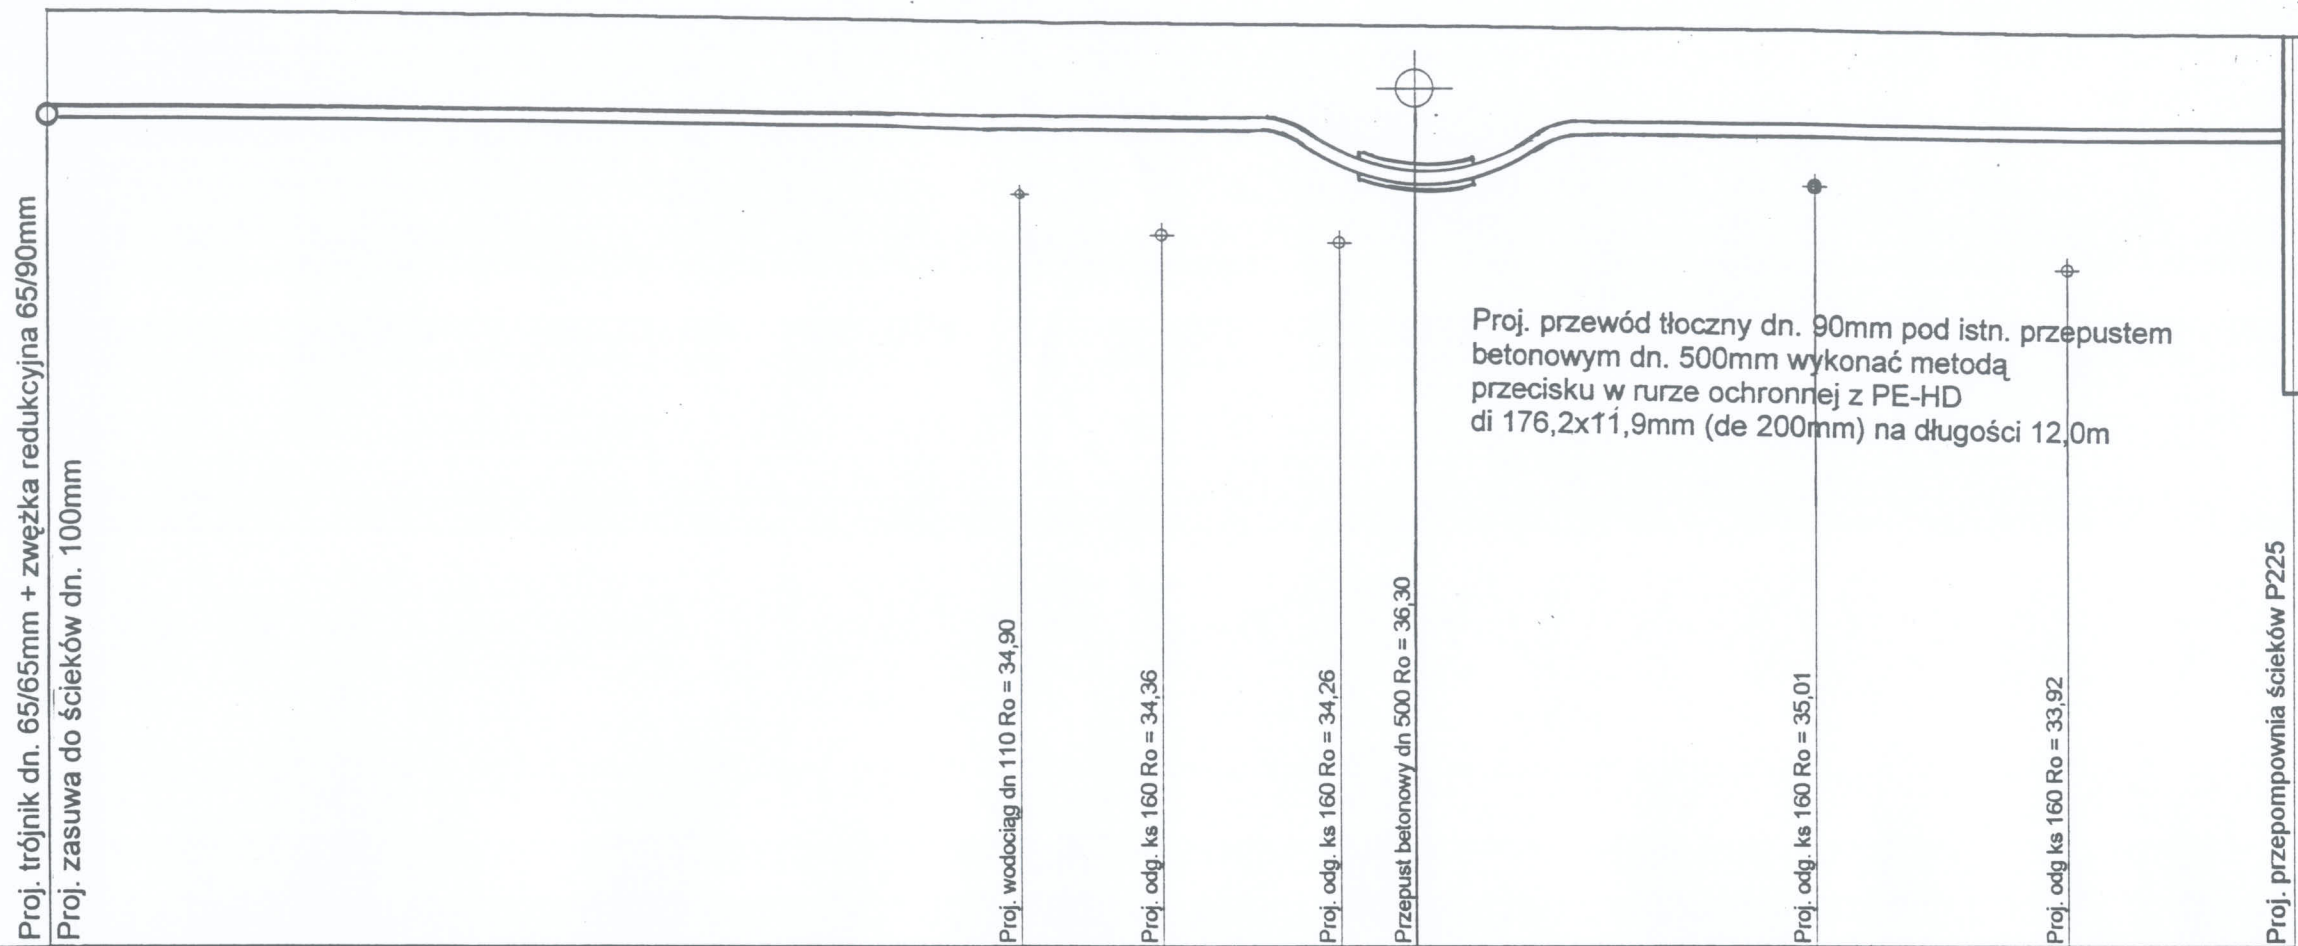 Proj. trójnik dn. 65/65mm + zwężka redukcyjna 65/90mm
Proj. zasuwa do ścieków dn. 100mm
Proj. wodociąg dn 110 Ro = 34,90
Proj. odg. ks 160 Ro = 34,36
Proj. odg. ks 160 Ro = 34,26
Przepust betonowy dn 500 Ro = 36,30
Proj. przewód tłoczny dn. 90mm pod istn. przepustem
betonowym dn. 500mm wykonać metodą
przecisku w rurze ochronnej z PE-HD
di 176,2x11,9mm (de 200mm) na długości 12,0m
Proj. odg. ks 160 Ro = 35,01
Proj. odg ks 160 Ro = 33,92
Proj. przepompownia ścieków P225